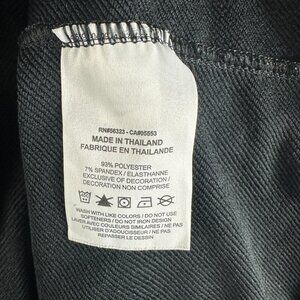 RN#56323 - CA#05553
MADE IN THAILAND
FABRIQUE EN THAILANDE
93% POLYESTER
7% SPANDEX / ELASTHANNE
EXCLUSIVE OF DECORATION /
DECORATION NON COMPRISE
WASH WITH LIKE COLORS / DO NOT USE
SOFTENERS / DO NOT IRON DESIGN
LAVER AVEC COULEURS SIMILAIRES / NE PAS
UTILISER D'ADOUCISSEUR / NE PAS
REPASSER LE DESSIN